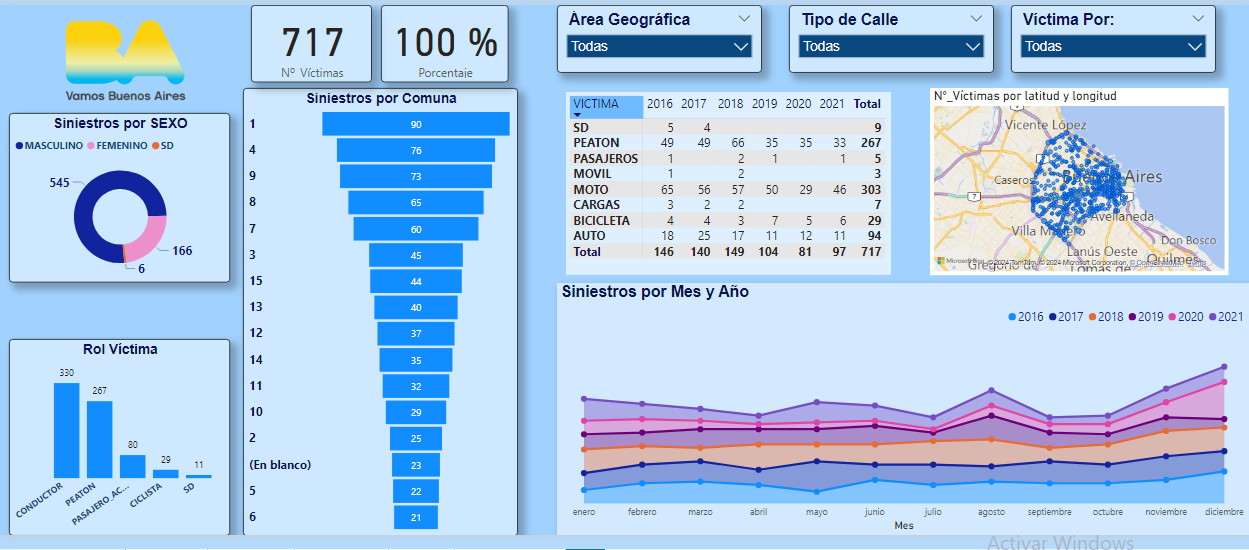 BA
Vamos Buenos Aires
717
Nº Víctimas
100 %
Porcentaje
Àrea Geográfica
Todas
Tipo de Calle
Todas
Víctima Por:
Todas
Siniestros por SEXO
MASCULINO FEMENINO SD
545
166
6
Rol Víctima
330
267
80
29
11
CONDUCTOR
PEATON
PASAJERO_AC...
CICLISTA
SD
Siniestros por Comuna
1 90
4 76
9 73
8 65
7 60
3 45
15 44
13 40
12 37
14 35
11 32
10 29
2 25
(En blanco) 23
5 22
6 21
VICTIMA 2016 2017 2018 2019 2020 2021 Total
SD 5 4 9
PEATON 49 49 66 35 35 33 267
PASAJEROS 1 2 1 1 5
MOVIL 1 2 3
MOTO 65 56 57 50 29 46 303
CARGAS 3 2 2 7
BICICLETA 4 4 3 7 5 6 29
AUTO 18 25 17 11 12 11 94
Total 146 140 149 104 81 97 717
Nº_Víctimas por latitud y longitud
Vicente López
Caseros
Aires
7
7
Avellaneda
Villa
Don Bosco
Lanús Oeste
Quilmes
Gregorio de
Lomas de
© 2024 TomTom, © 2024 Microsoft Corporation, © OpenStreetMap Terms
Siniestros por Mes y Año
2016 2017 2018 2019 2020 2021
enero febrero marzo abril mayo junio julio agosto septiembre octubre noviembre diciembre
Mes
Activar Windows